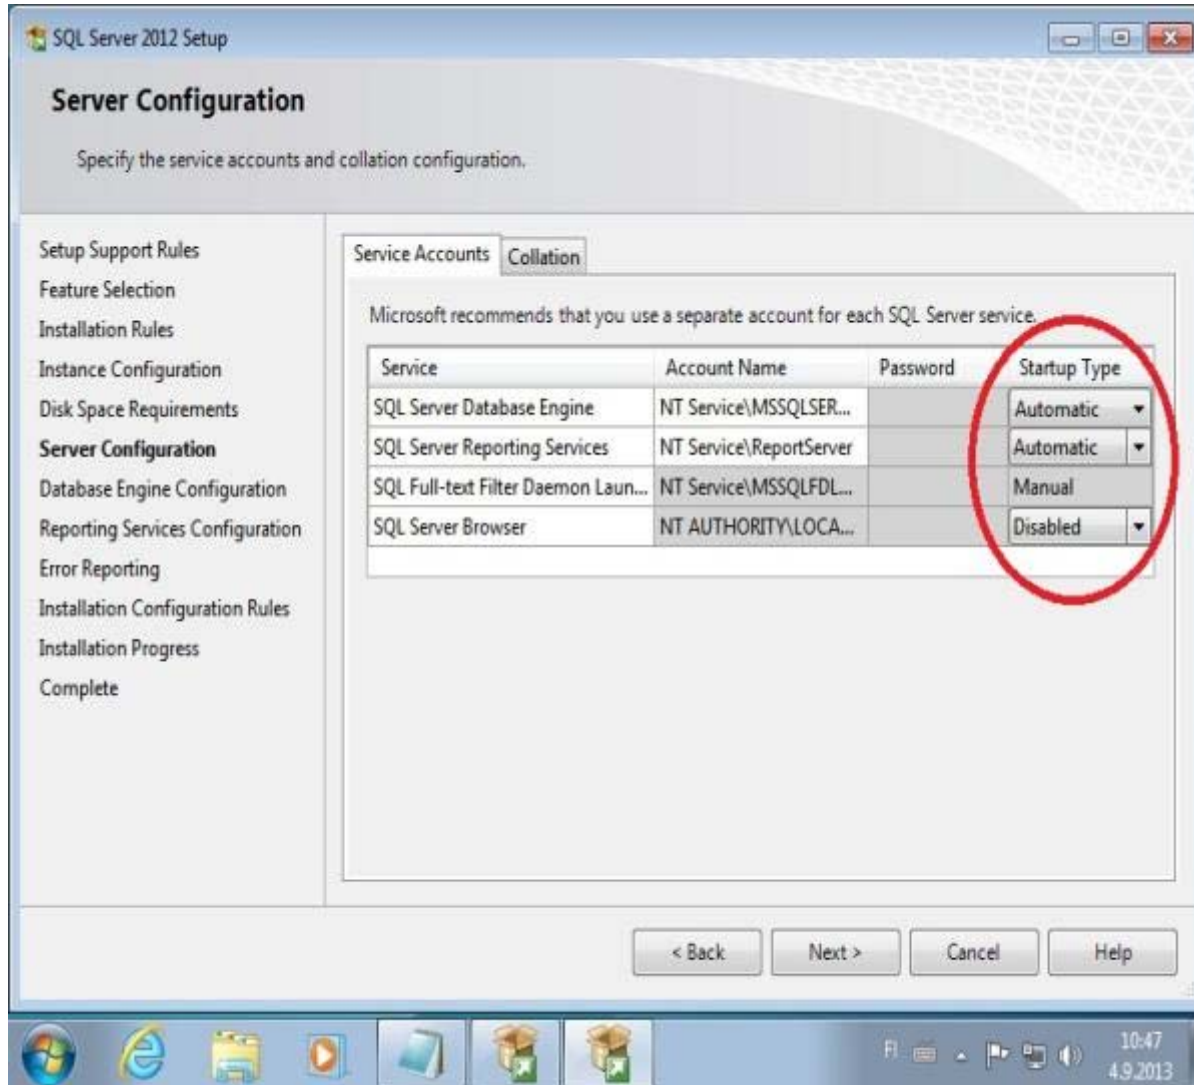 SQL Server 2012 Setup
Server Configuration
Specify the service accounts and collation configuration.
Setup Support Rules
Feature Selection
Installation Rules
Instance Configuration
Disk Space Requirements
Server Configuration
Database Engine Configuration
Reporting Services Configuration
Error Reporting
Installation Configuration Rules
Installation Progress
Complete
Service Accounts Collation
Microsoft recommends that you use a separate account for each SQL Server service.
Service Account Name Password Startup Type
SQL Server Database Engine NT Service\MSSQLSER... Automatic
SQL Server Reporting Services NT Service\ReportServer Automatic
SQL Full-text Filter Daemon Laun... NT Service\MSSQLFDL... Manual
SQL Server Browser NT AUTHORITY\LOCA... Disabled
< Back Next > Cancel Help
FI 10:47
4.9.2013